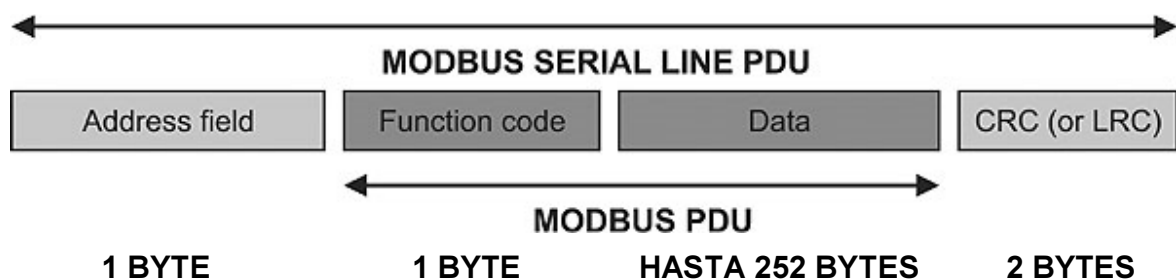 MODBUS SERIAL LINE PDU
Address field Function code Data CRC (or LRC)
MODBUS PDU
1 BYTE 1 BYTE HASTA 252 BYTES 2 BYTES